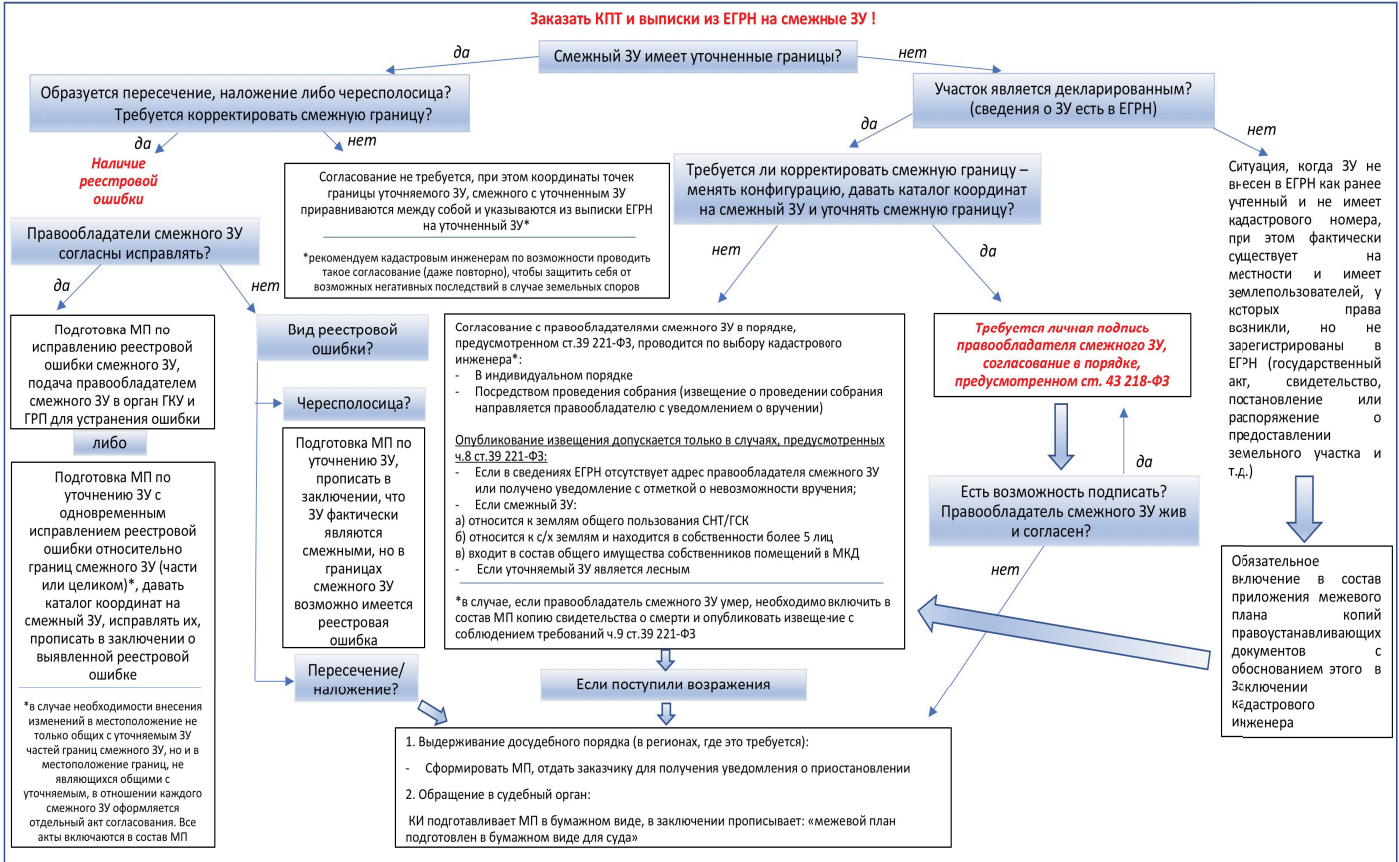 Заказать КПТ и выписки из ЕГРН на смежные ЗУ !
Смежный ЗУ имеет уточненные границы?
да
нет
Образуется пересечение, наложение либо чересполосица?
Требуется корректировать смежную границу?
да
нет
Наличие
реестровой
ошибки
Согласование не требуется, при этом координаты точек
границы уточняемого ЗУ, смежного с уточненным ЗУ
приравниваются между собой и указываются из выписки ЕГРН
на уточненный ЗУ*
*рекомендуем кадастровым инженерам по возможности проводить
такое согласование (даже повторно), чтобы защитить себя от
возможных негативных последствий в случае земельных споров
Правообладатели смежного ЗУ
согласны исправлять?
да
нет
Подготовка МП по
исправлению реестровой
ошибки смежного ЗУ,
подача правообладателем
смежного ЗУ в орган ГКУ и
ГРП для устранения ошибки
либо
Подготовка МП по
уточнению ЗУ с
одновременным
исправлением реестровой
ошибки относительно
границ смежного ЗУ (части
или целиком)*, давать
каталог координат на
смежный ЗУ, исправлять их,
прописать в заключении о
выявленной реестровой
ошибке
*в случае необходимости внесения
изменений в местоположение не
только общих с уточняемым ЗУ
частей границ смежного ЗУ, но и в
местоположение границ, не
являющихся общими с
уточняемым, в отношении каждого
смежного ЗУ оформляется
отдельный акт согласования. Все
акты включаются в состав МП
Вид реестровой
ошибки?
Чересполосица?
Подготовка МП по
уточнению ЗУ,
прописать в
заключении, что
ЗУ фактически
являются
смежными, но в
границах
смежного ЗУ
возможно имеется
реестровая
ошибка
Пересечение/
наложение?
Участок является декларированным?
(сведения о ЗУ есть в ЕГРН)
да
нет
Требуется ли корректировать смежную границу –
менять конфигурацию, давать каталог координат
на смежный ЗУ и уточнять смежную границу?
нет
да
Согласование с правообладателями смежного ЗУ в порядке,
предусмотренном ст.39 221-ФЗ, проводится по выбору кадастрового
инженера*:
- В индивидуальном порядке
- Посредством проведения собрания (извещение о проведении собрания
направляется правообладателю с уведомлением о вручении)
Опубликование извещения допускается только в случаях, предусмотренных
ч.8 ст.39 221-ФЗ:
- Если в сведениях ЕГРН отсутствует адрес правообладателя смежного ЗУ
или получено уведомление с отметкой о невозможности вручения;
- Если смежный ЗУ:
а) относится к землям общего пользования СНТ/ГСК
б) относится к с/х землям и находится в собственности более 5 лиц
в) входит в состав общего имущества собственников помещений в МКД
- Если уточняемый ЗУ является лесным
*в случае, если правообладатель смежного ЗУ умер, необходимо включить в
состав МП копию свидетельства о смерти и опубликовать извещение с
соблюдением требований ч.9 ст.39 221-ФЗ
Если поступили возражения
Требуется личная подпись
правообладателя смежного ЗУ,
согласование в порядке,
предусмотренном ст. 43 218-ФЗ
да
Есть возможность подписать?
Правообладатель смежного ЗУ жив
и согласен?
нет
Ситуация, когда ЗУ не
внесен в ЕГРН как ранее
учтенный и не имеет
кадастрового номера,
при этом фактически
существует на
местности и имеет
землепользователей, у
которых права
возникли, но не
зарегистрированы в
ЕГРН (государственный
акт, свидетельство,
постановление или
распоряжение о
предоставлении
земельного участка и
т.д.)
Обязательное
включение в состав
приложения межевого
плана копий
правоустанавливающих
документов с
обоснованием этого в
Заключении
кадастрового
инженера
1. Выдерживание досудебного порядка (в регионах, где это требуется):
- Сформировать МП, отдать заказчику для получения уведомления о приостановлении
2. Обращение в судебный орган:
КИ подготавливает МП в бумажном виде, в заключении прописывает: «межевой план
подготовлен в бумажном виде для суда»